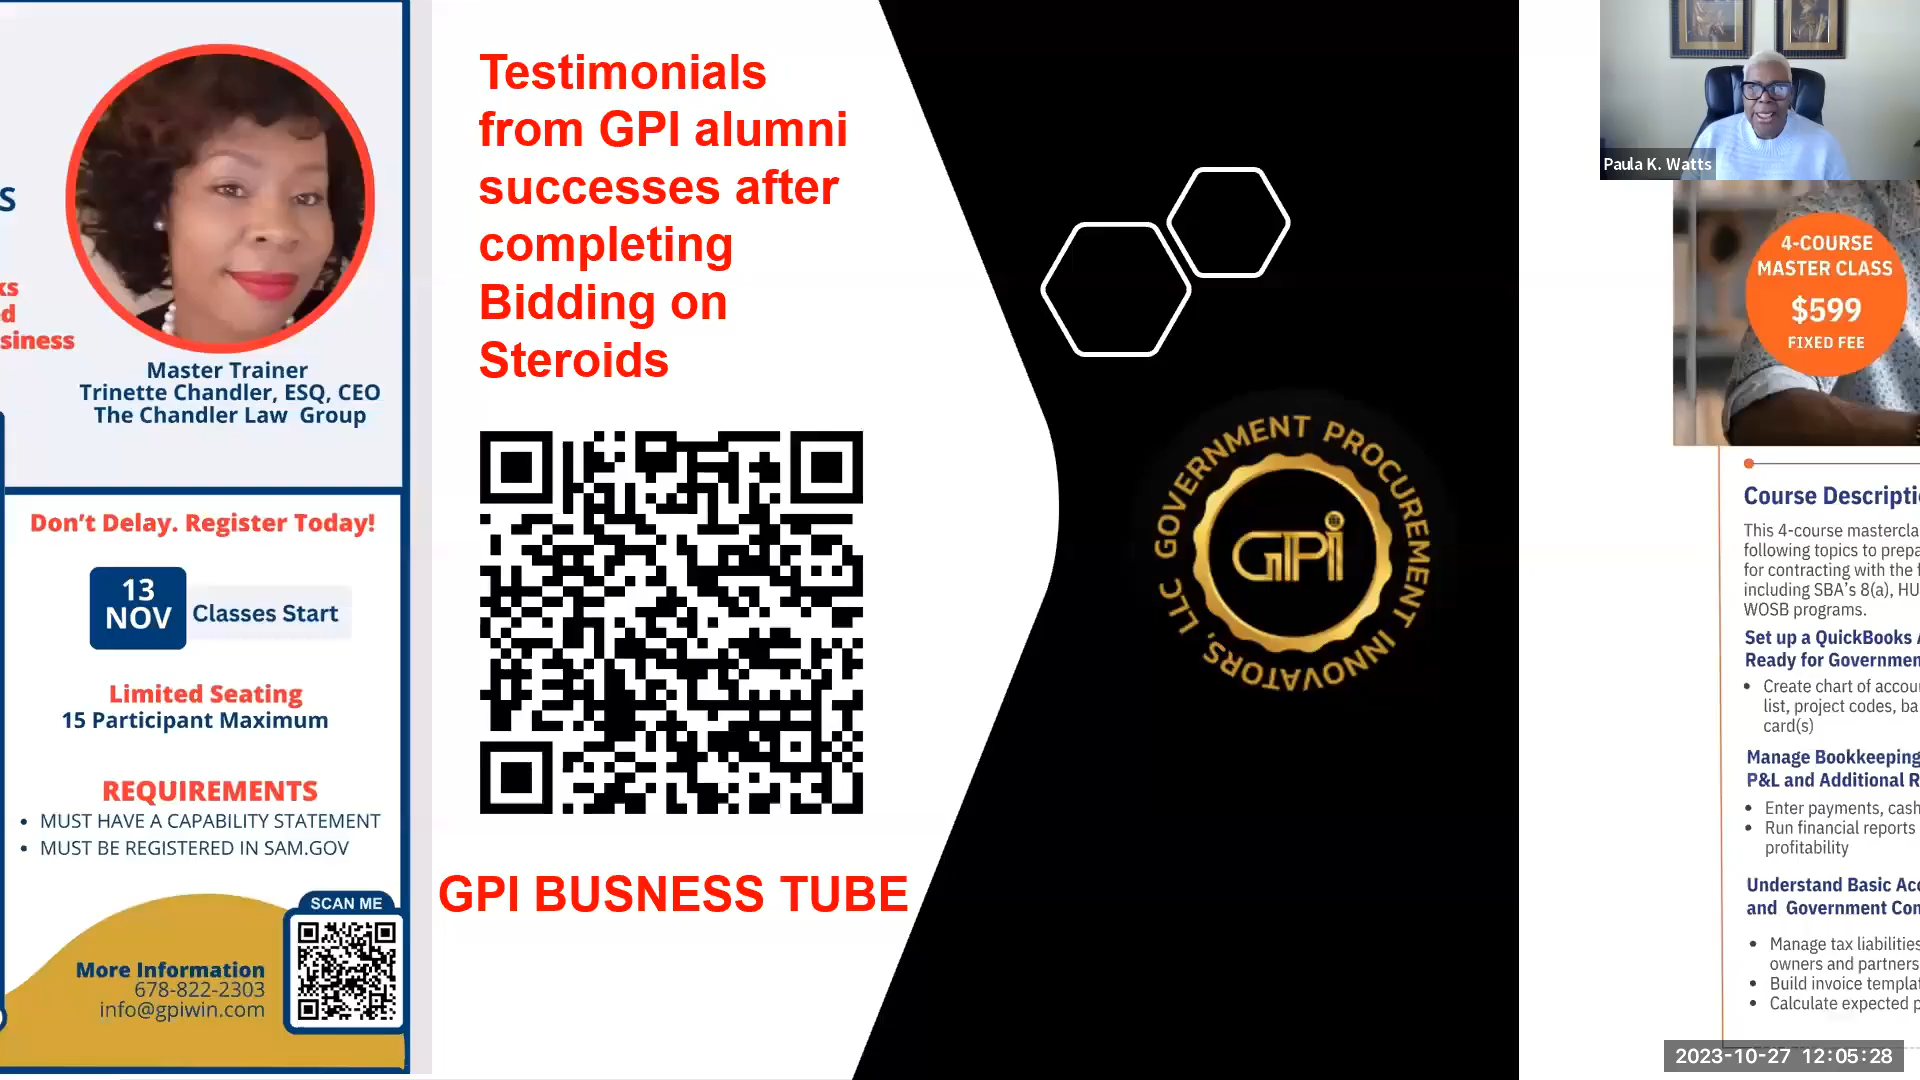 S
ks
d
siness
Master Trainer
Trinette Chandler, ESQ, CEO
The Chandler Law Group
Don't Delay. Register Today!
13
NOV
Classes Start
Limited Seating
15 Participant Maximum
REQUIREMENTS
• MUST HAVE A CAPABILITY STATEMENT
• MUST BE REGISTERED IN SAM.GOV
SCAN ME
More Information
678-822-2303
info@gpiwin.com
Testimonials
from GPI alumni
successes after
completing
Bidding on
Steroids
GPI BUSNESS TUBE
GOVERNMENT PROCUREMENT INNOVATORS, LLC
GPi
Paula K. Watts
4-COURSE
MASTER CLASS
$599
FIXED FEE
Course Descripti
This 4-course mastercla
following topics to prepa
for contracting with the f
including SBA's 8(a), HU
WOSB programs.
Set up a QuickBooks A
Ready for Governmen
• Create chart of accou
list, project codes, ba
card(s)
Manage Bookkeeping
P&L and Additional R
• Enter payments, cash
• Run financial reports
profitability
Understand Basic Acc
and Government Con
• Manage tax liabilities
owners and partners
• Build invoice templat
• Calculate expected p
2023-10-27 12:05:28